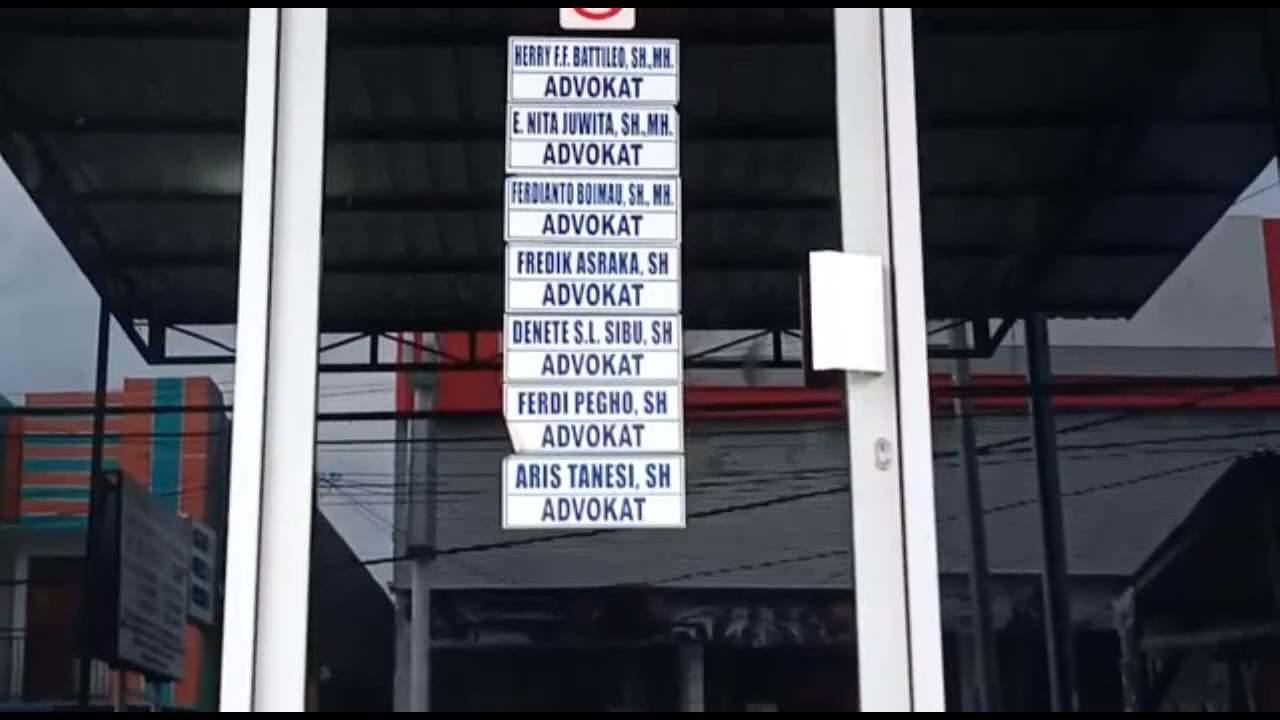 HERRY F.F. BATTILEO, SH.,MH.
ADVOKAT
E. NITA JUWITA, SH.,MH.
ADVOKAT
FERDIANTO BOIMAU, SH., MH.
ADVOKAT
FREDIK ASRAKA, SH
ADVOKAT
DENETE S.L. SIBU, SH
ADVOKAT
FERDI PEGHO, SH
ADVOKAT
ARIS TANESI, SH
ADVOKAT